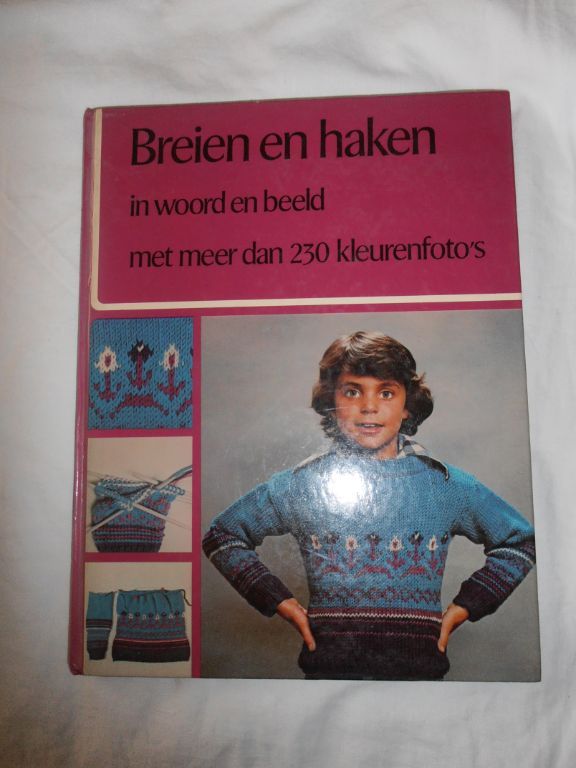 Breien en haken
in woord en beeld
met meer dan 230 kleurenfoto's